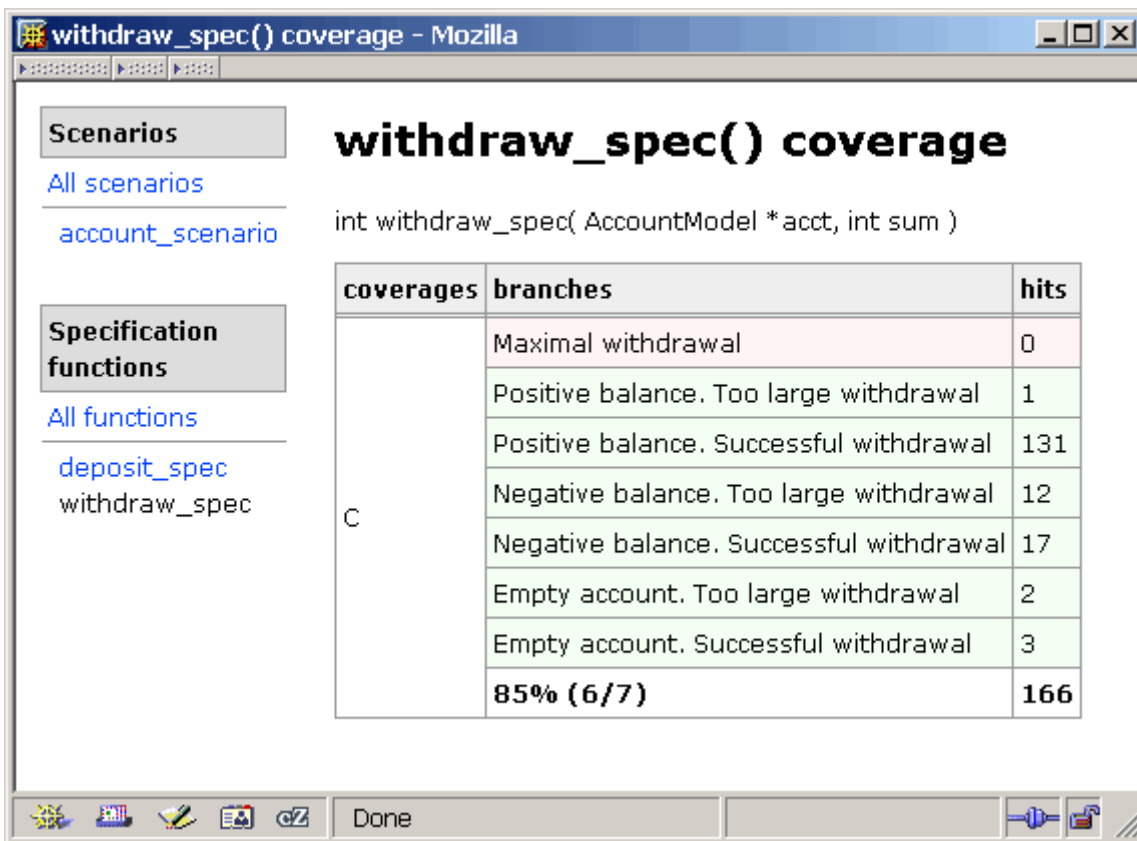 withdraw_spec() coverage - Mozilla
Scenarios
All scenarios
account_scenario
Specification
functions
All functions
deposit_spec
withdraw_spec
withdraw_spec() coverage
int withdraw_spec( AccountModel *acct, int sum )
coverages branches hits
C
Maximal withdrawal 0
Positive balance. Too large withdrawal 1
Positive balance. Successful withdrawal 131
Negative balance. Too large withdrawal 12
Negative balance. Successful withdrawal 17
Empty account. Too large withdrawal 2
Empty account. Successful withdrawal 3
85% (6/7) 166
Done